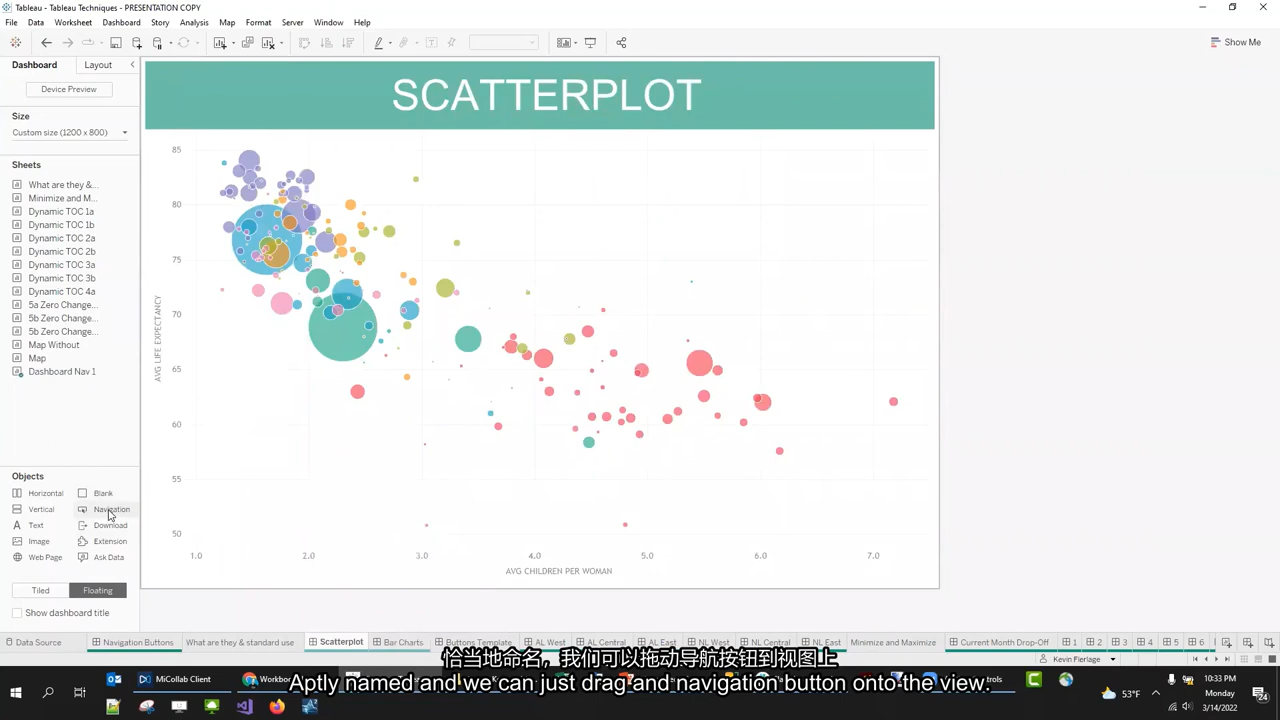 Tableau - Tableau Techniques - PRESENTATION COPY
File Data Worksheet Dashboard Story Analysis Map Format Server Window Help
Show Me
Dashboard Layout
Device Preview
Size
Custom size (1200 x 800)
Sheets
What are they &...
Minimize and M...
Dynamic TOC 1a
Dynamic TOC 1b
Dynamic TOC 2a
Dynamic TOC 2b
Dynamic TOC 3a
Dynamic TOC 3b
Dynamic TOC 4a
5a Zero Change...
5b Zero Change...
5b Zero Change...
Map Without
Map
Dashboard Nav 1
Objects
Horizontal Blank
Vertical Navigation
Text Download
Image Extension
Web Page Ask Data
Tiled Floating
Show dashboard title
SCATTERPLOT
85
80
75
70
65
60
55
50
AVG LIFE EXPECTANCY
1.0 2.0 3.0 4.0 5.0 6.0 7.0
AVG CHILDREN PER WOMAN
Data Source Navigation Buttons What are they & standard use Scatterplot Bar Charts Buttons Template AL West AL Central AL East NL West NL Central NL East Minimize and Maximize Current Month Drop-Off 1 2 3 4 5 6
Kevin Flerlage
恰当地命名，我们可以拖动导航按钮到视图上
Aptly named and we can just drag and navigation button onto the view.
MiCollab Client
53°F
10:33 PM
Monday
3/14/2022
24